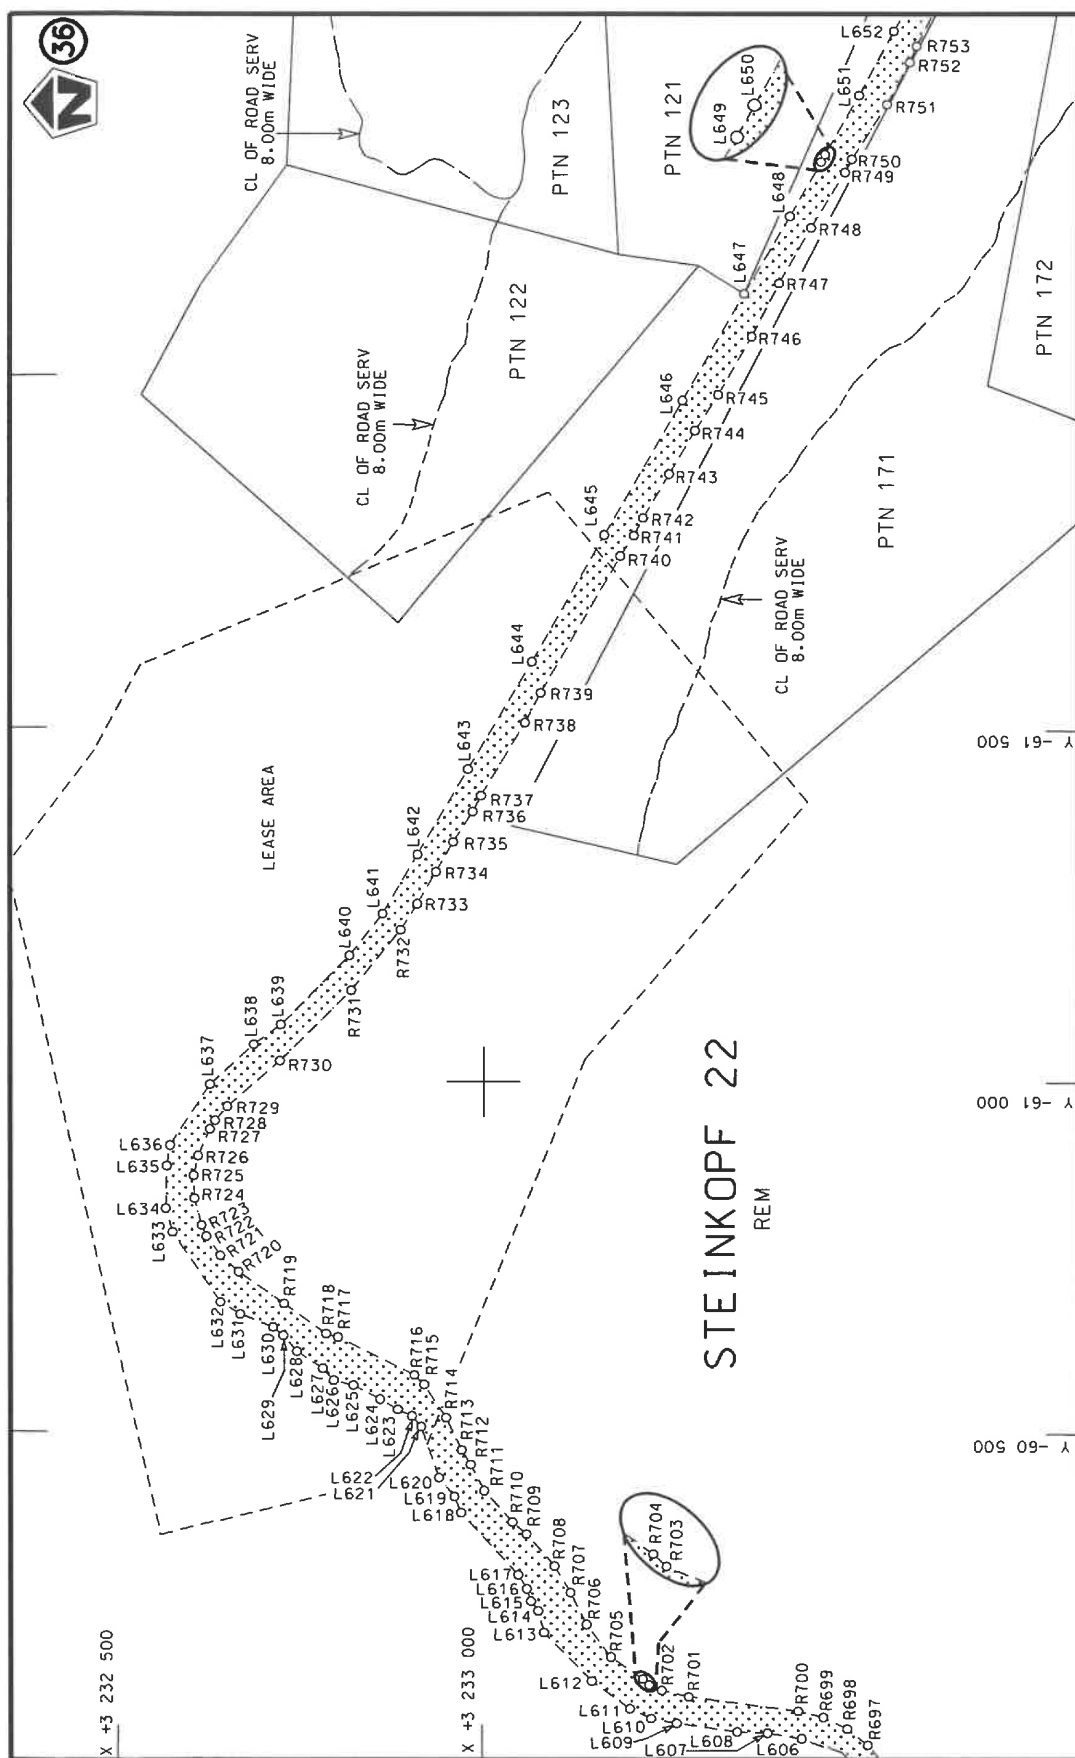 36
N
CL OF ROAD SERV
8.00m WIDE
PTN 123
PTN 121
L649
L650
L652
R753
R752
L651
R751
R750
R749
L648
R748
L647
R747
R746
PTN 122
PTN 172
CL OF ROAD SERV
8.00m WIDE
L646
R745
R744
R743
L645
R742
R741
R740
PTN 171
CL OF ROAD SERV
8.00m WIDE
L644
R739
R738
L643
R737
R736
LEASE AREA
Y -61 500
L642
R735
R734
L641
R733
R732
L640
R731
L639
L638
R730
L637
R729
R728
R727
L636
L635
R726
R725
R724
L634
L633
R723
R722
R721
R720
Y -61 000
STEINKOPF 22
REM
L632
L631
R719
L630
L629
L628
R718
R717
L627
L626
L625
R716
R715
L624
L623
L622
L621
R714
R713
R712
R711
L620
L619
L618
R710
R709
R708
R707
R706
R705
L617
L616
L615
L614
L613
Y -60 500
R704
R703
L612
R702
R701
L611
L610
L609
L608
L607
L606
R700
R699
R698
R697
X +3 232 500
X +3 233 000